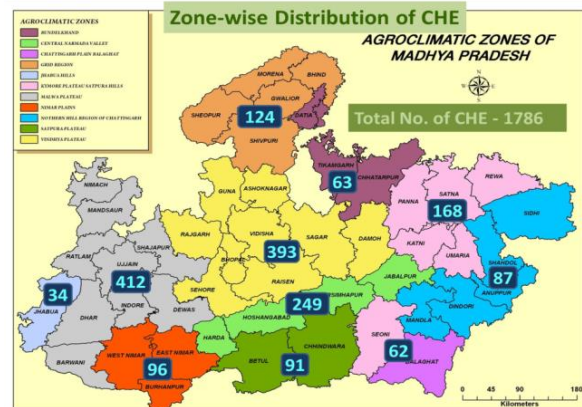 Zone-wise Distribution of CHE
AGROCLIMATIC ZONES
BUNDELKHAND
CENTRAL NARMADA VALLEY
CHATTISGARH PLAIN BALAGHAT
GRID REGION
JHABUA HILLS
KYMORE PLATEAU SATPURA HILLS
MALWA PLATEAU
NIMAR PLAINS
NOTHERN HILL REGION OF CHATTISGARH
SATPURA PLATEAU
VINDHYA PLATEAU
AGROCLIMATIC ZONES OF
MADHYA PRADESH
Total No. of CHE - 1786
MORENA
BHIND
GWALIOR
SHEOPUR
124
DATIA
SHIVPURI
TIKAMGARH
63
CHHATARPUR
REWA
SATNA
PANNA
168
SIDHI
KATNI
UMARIA
SHAHDOL
87
ANUPPUR
NIMACH
MANDSAUR
GUNA
ASHOKNAGAR
RAJGARH
VIDISHA
SAGAR
DAMOH
393
BHOPAL
RAISEN
SEHORE
RATLAM
UJJAIN
SHAJAPUR
34
412
JHABUA
INDORE
DEWAS
DHAR
BARWANI
JABALPUR
249
HOSHANGABAD
HARDA
DINDORI
MANDLA
SEONI
62
BALAGHAT
WEST NIMAR
EAST NIMAR
96
BURHANPUR
BETUL
91
CHHINDWARA
0
90
180
Kilometers